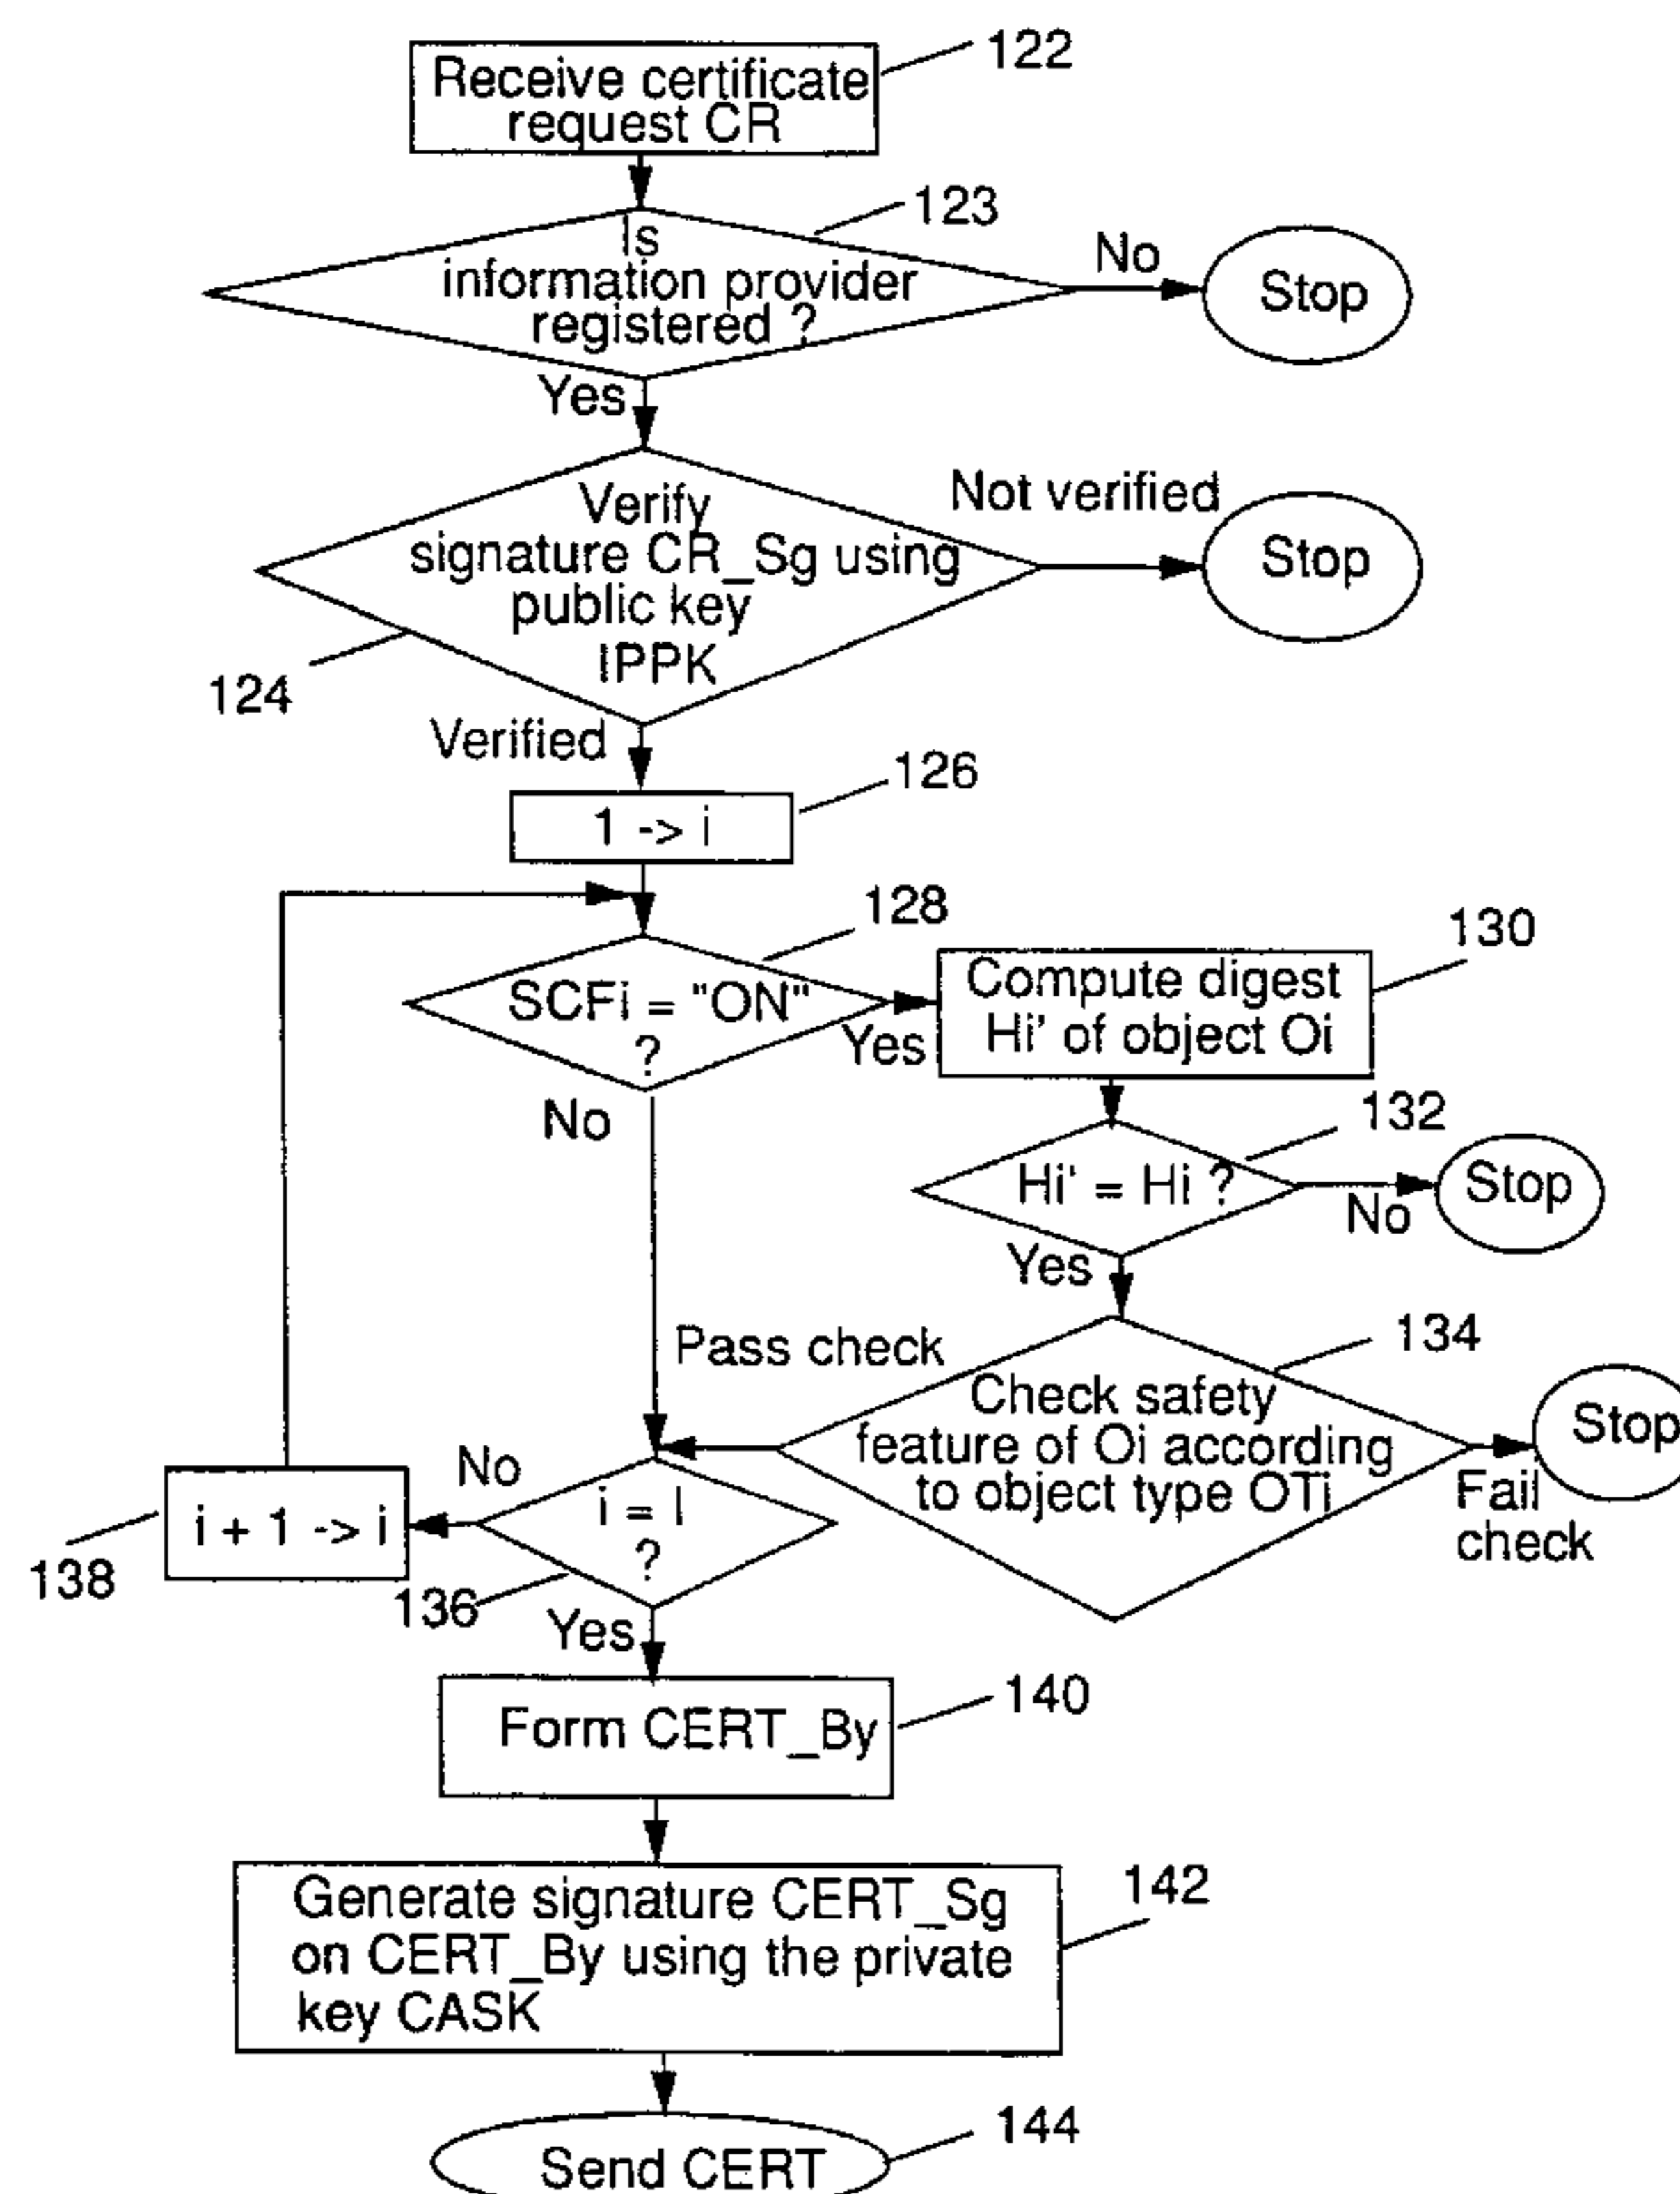 Receive certificate
request CR
122
Is
information provider
registered ?
123
No
Stop
Yes
Verify
signature CR_Sg using
public key
IPPK
124
Not verified
Stop
Verified
1 -> i
126
SCFi = "ON"
?
128
Yes
No
Compute digest
Hi' of object Oi
130
Hi' = Hi ?
132
No
Stop
Yes
Check safety
feature of Oi according
to object type OTi
134
Pass check
Fail
check
Stop
i = I
?
136
No
i + 1 -> i
138
Yes
Form CERT_By
140
Generate signature CERT_Sg
on CERT_By using the private
key CASK
142
Send CERT
144